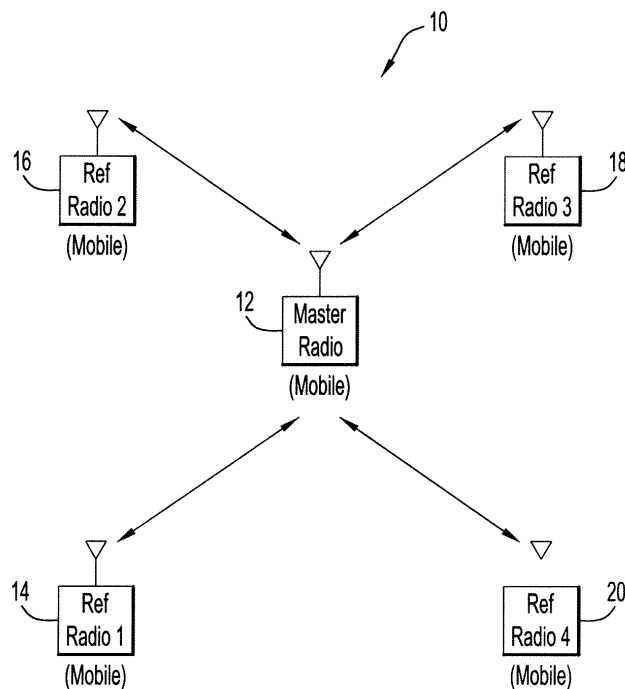 10
16
Ref
Radio 2
(Mobile)
Ref
Radio 3
18
(Mobile)
12
Master
Radio
(Mobile)
14
Ref
Radio 1
(Mobile)
Ref
Radio 4
20
(Mobile)